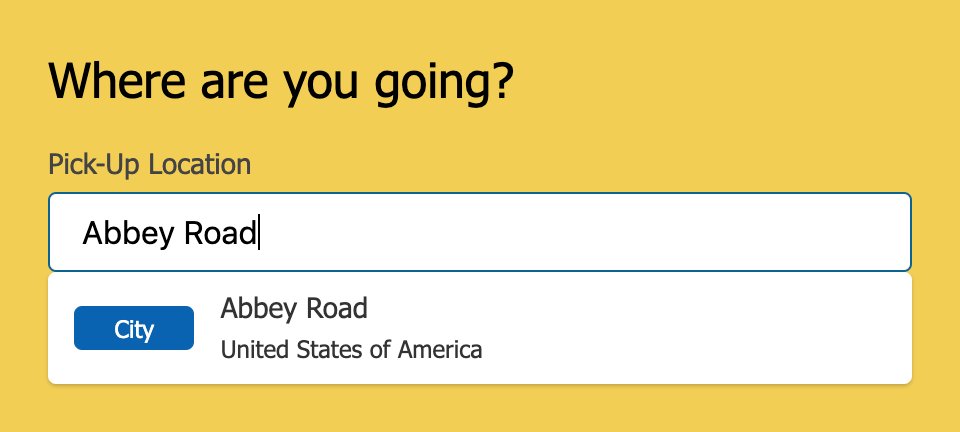 Where are you going?
Pick-Up Location
Abbey Road
City
Abbey Road
United States of America